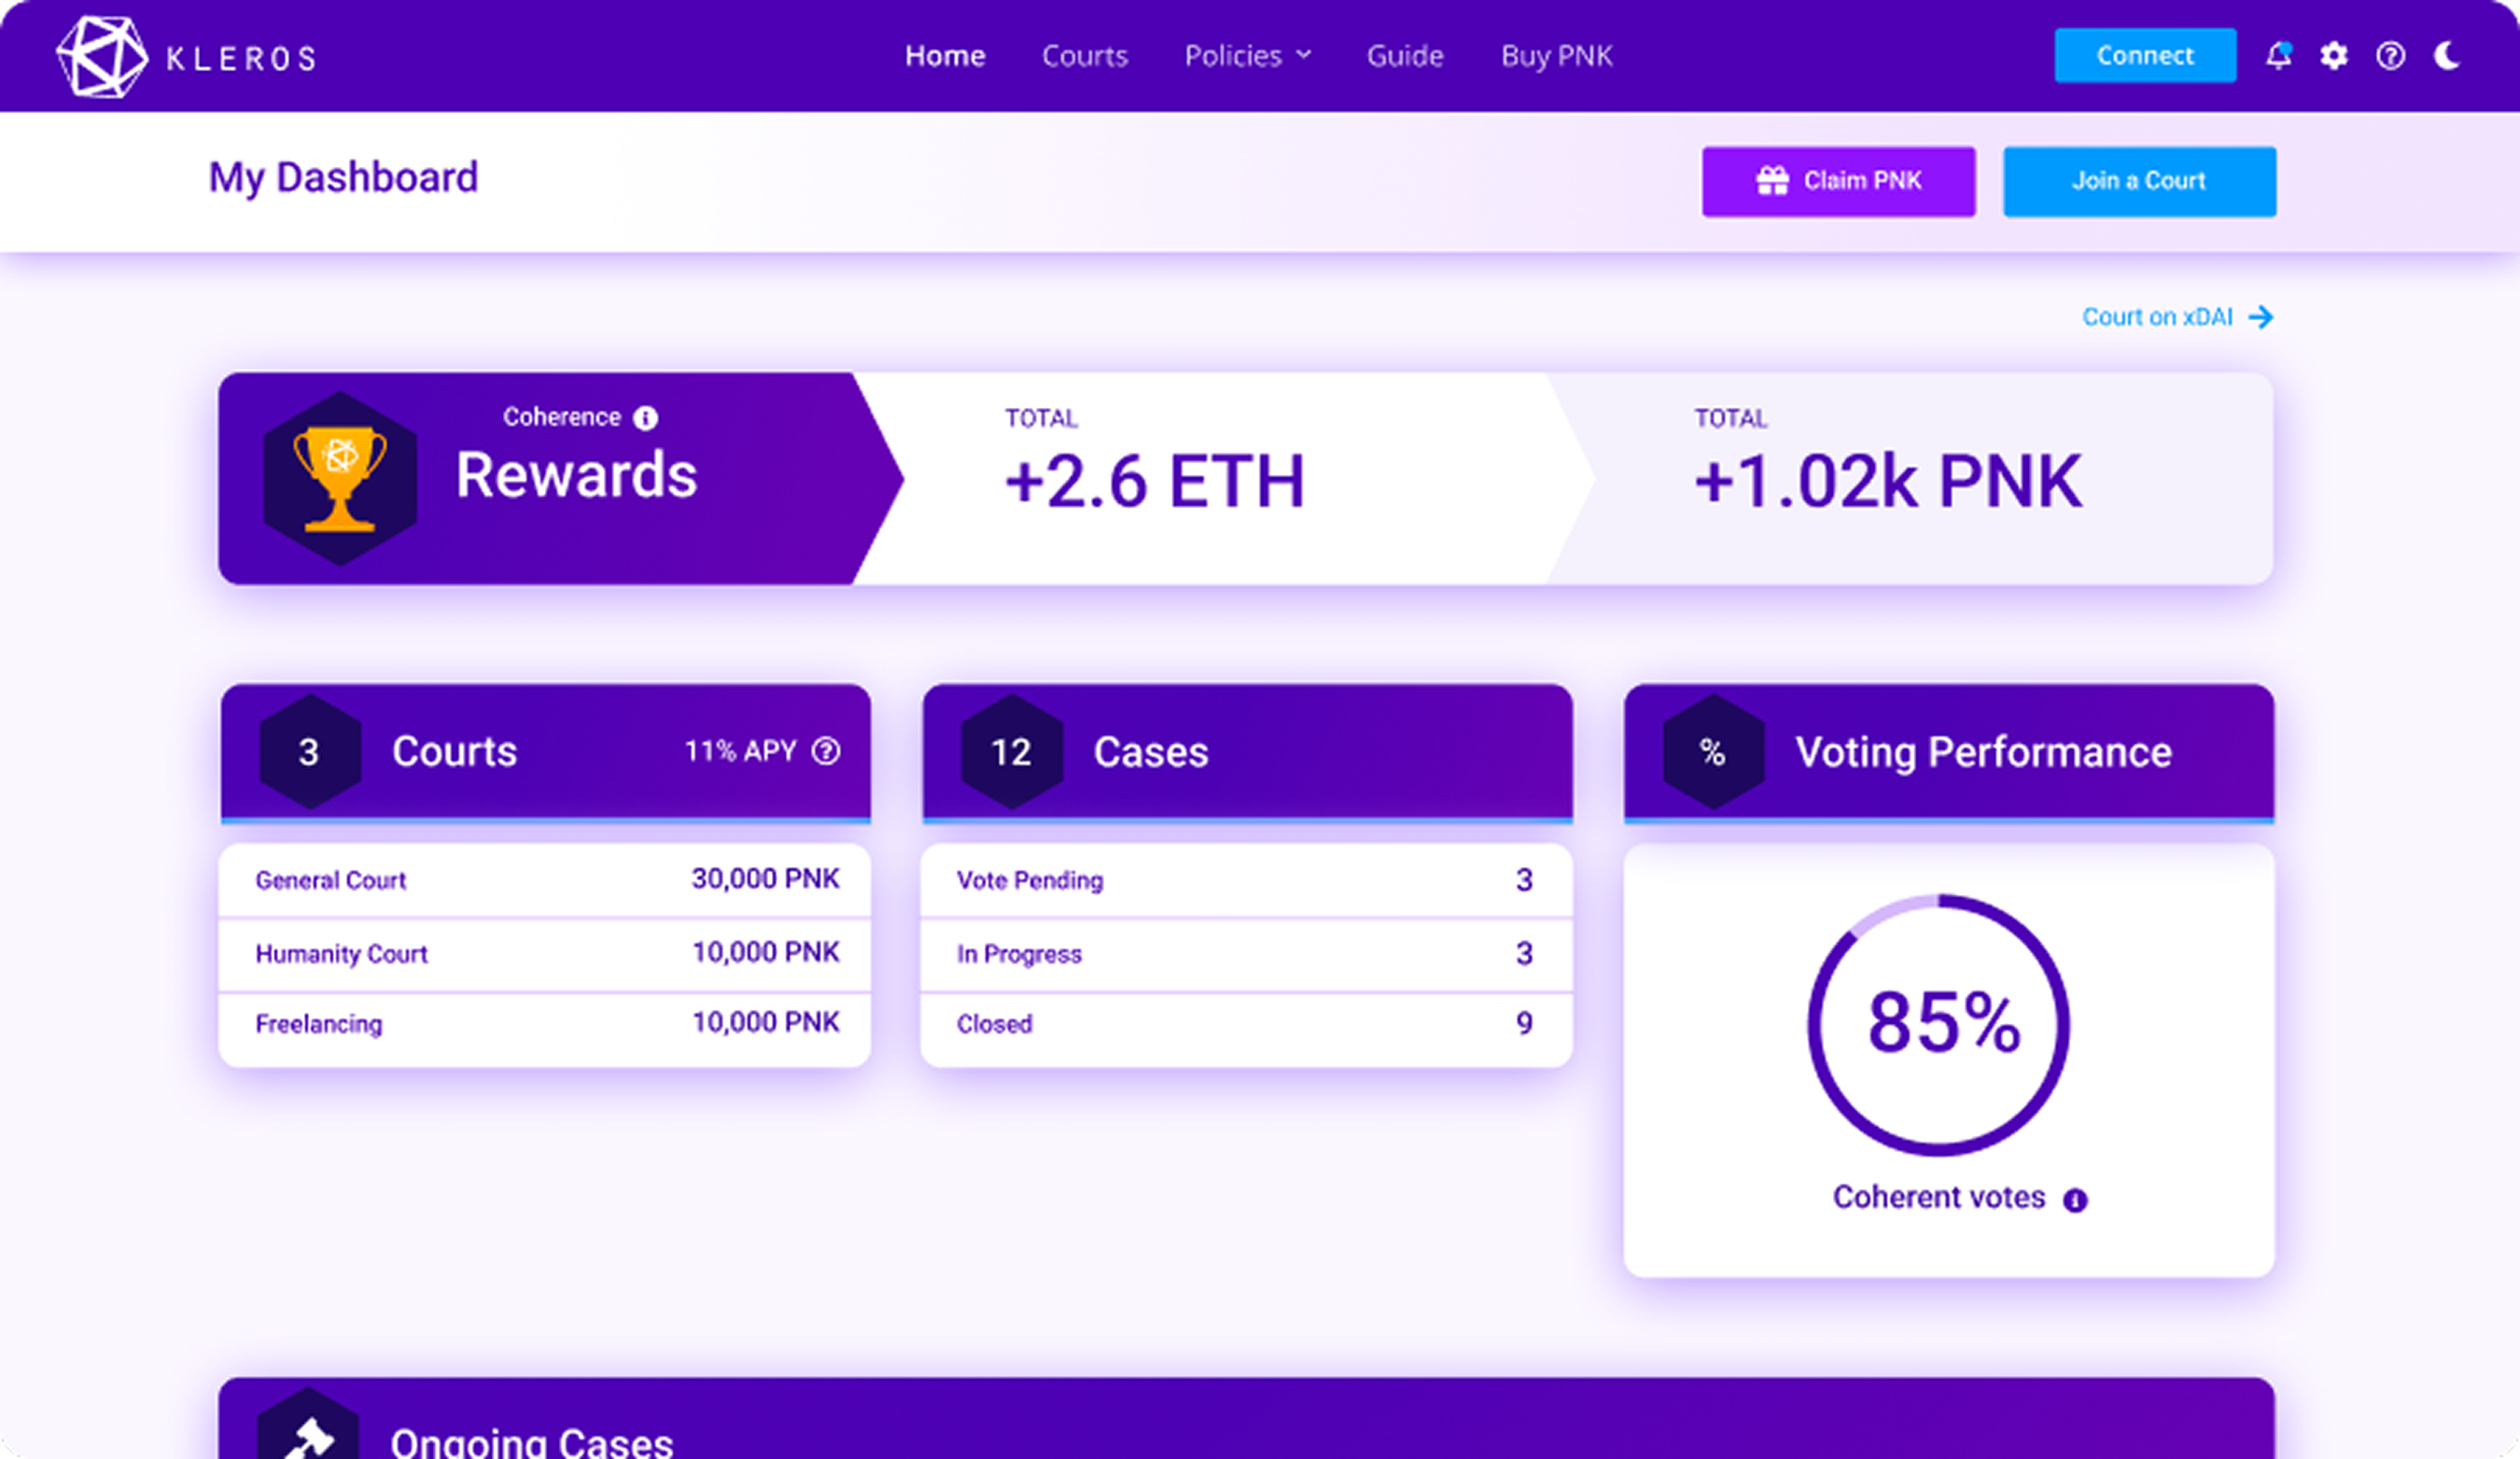 KLEROS
Home Courts Policies Guide Buy PNK Connect
My Dashboard
Claim PNK
Join a Court
Court on xDAI
Coherence
Rewards
TOTAL
+2.6 ETH
TOTAL
+1.02k PNK
3 Courts 11% APY
General Court 30,000 PNK
Humanity Court 10,000 PNK
Freelancing 10,000 PNK
12 Cases
Vote Pending 3
In Progress 3
Closed 9
% Voting Performance
85%
Coherent votes
Ongoing Cases